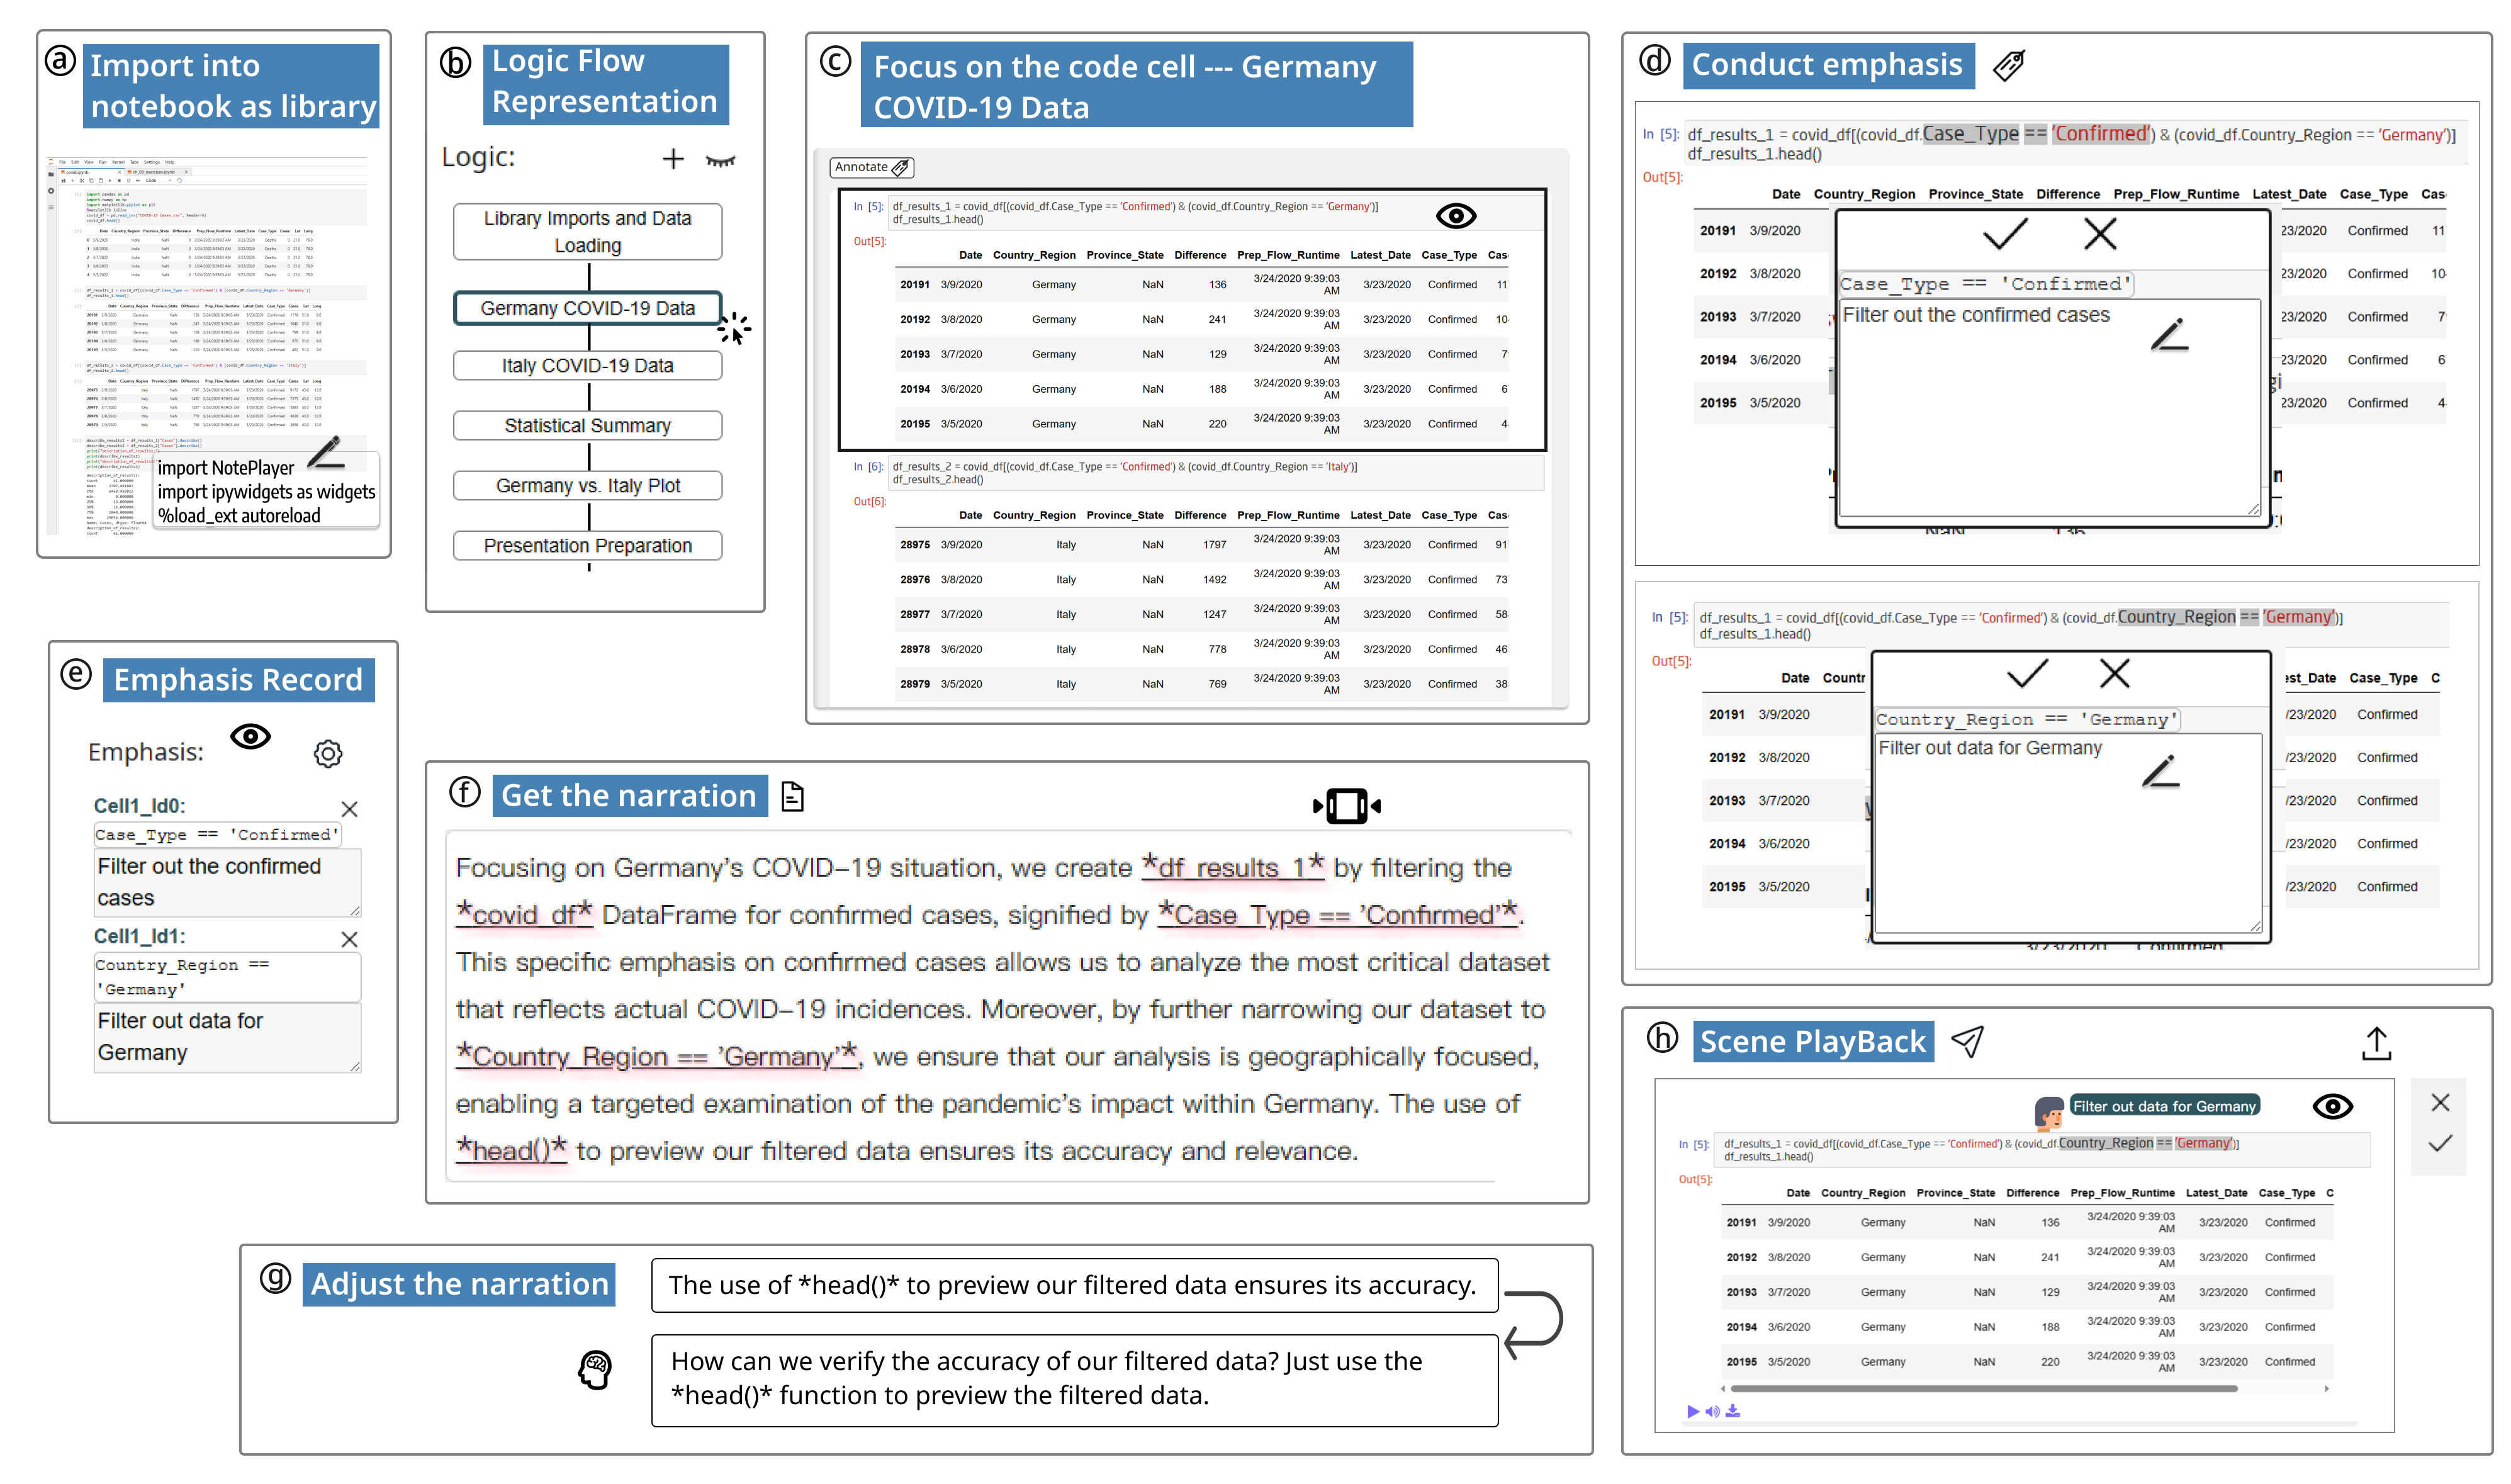 a Import into
notebook as library
File Edit View Run Kernel Tabs Settings Help
import pandas as pd
import numpy as np
import NotePlayer
import ipywidgets as widgets
%load_ext autoreload
b Logic Flow
Representation
Logic:
Library Imports and Data
Loading
Germany COVID-19 Data
Italy COVID-19 Data
Statistical Summary
Germany vs. Italy Plot
Presentation Preparation
c Focus on the code cell --- Germany
COVID-19 Data
Annotate
In [5]: df_results_1 = covid_df[(covid_df.Case_Type == 'Confirmed') & (covid_df.Country_Region == 'Germany')]
df_results_1.head()
Out[5]:
Date Country_Region Province_State Difference Prep_Flow_Runtime Latest_Date Case_Type Cas
20191 3/9/2020 Germany NaN 136 3/24/2020 9:39:03 AM 3/23/2020 Confirmed 11
20192 3/8/2020 Germany NaN 241 3/24/2020 9:39:03 AM 3/23/2020 Confirmed 10
20193 3/7/2020 Germany NaN 129 3/24/2020 9:39:03 AM 3/23/2020 Confirmed 7
20194 3/6/2020 Germany NaN 188 3/24/2020 9:39:03 AM 3/23/2020 Confirmed 6
20195 3/5/2020 Germany NaN 220 3/24/2020 9:39:03 AM 3/23/2020 Confirmed 4
In [6]: df_results_2 = covid_df[(covid_df.Case_Type == 'Confirmed') & (covid_df.Country_Region == 'Italy')]
df_results_2.head()
Out[6]:
Date Country_Region Province_State Difference Prep_Flow_Runtime Latest_Date Case_Type Cas
28975 3/9/2020 Italy NaN 1797 3/24/2020 9:39:03 AM 3/23/2020 Confirmed 91
28976 3/8/2020 Italy NaN 1492 3/24/2020 9:39:03 AM 3/23/2020 Confirmed 73
28977 3/7/2020 Italy NaN 1247 3/24/2020 9:39:03 AM 3/23/2020 Confirmed 58
28978 3/6/2020 Italy NaN 778 3/24/2020 9:39:03 AM 3/23/2020 Confirmed 46
28979 3/5/2020 Italy NaN 769 3/24/2020 9:39:03 AM 3/23/2020 Confirmed 38
d Conduct emphasis
In [5]: df_results_1 = covid_df[(covid_df.Case_Type == 'Confirmed') & (covid_df.Country_Region == 'Germany')]
df_results_1.head()
Out[5]:
Date Country_Region Province_State Difference Prep_Flow_Runtime Latest_Date Case_Type Cas
20191 3/9/2020 23/2020 Confirmed 11
20192 3/8/2020 23/2020 Confirmed 10
20193 3/7/2020 23/2020 Confirmed 7
20194 3/6/2020 23/2020 Confirmed 6
20195 3/5/2020 23/2020 Confirmed 4
Case_Type == 'Confirmed'
Filter out the confirmed cases
In [5]: df_results_1 = covid_df[(covid_df.Case_Type == 'Confirmed') & (covid_df.Country_Region == 'Germany')]
df_results_1.head()
Out[5]:
Date Countr est_Date Case_Type C
20191 3/9/2020 /23/2020 Confirmed
20192 3/8/2020 /23/2020 Confirmed
20193 3/7/2020 /23/2020 Confirmed
20194 3/6/2020 /23/2020 Confirmed
20195 3/5/2020 /23/2020 Confirmed
Country_Region == 'Germany'
Filter out data for Germany
e Emphasis Record
Emphasis:
Cell1_Id0:
Case_Type == 'Confirmed'
Filter out the confirmed
cases
Cell1_Id1:
Country_Region ==
'Germany'
Filter out data for
Germany
f Get the narration
Focusing on Germany's COVID–19 situation, we create *df_results_1* by filtering the
*covid_df* DataFrame for confirmed cases, signified by *Case_Type == 'Confirmed'*.
This specific emphasis on confirmed cases allows us to analyze the most critical dataset
that reflects actual COVID–19 incidences. Moreover, by further narrowing our dataset to
*Country_Region == 'Germany'*, we ensure that our analysis is geographically focused,
enabling a targeted examination of the pandemic's impact within Germany. The use of
*head()* to preview our filtered data ensures its accuracy and relevance.
g Adjust the narration
The use of *head()* to preview our filtered data ensures its accuracy.
How can we verify the accuracy of our filtered data? Just use the
*head()* function to preview the filtered data.
h Scene PlayBack
Filter out data for Germany
In [5]: df_results_1 = covid_df[(covid_df.Case_Type == 'Confirmed') & (covid_df.Country_Region == 'Germany')]
df_results_1.head()
Out[5]:
Date Country_Region Province_State Difference Prep_Flow_Runtime Latest_Date Case_Type C
20191 3/9/2020 Germany NaN 136 3/24/2020 9:39:03 AM 3/23/2020 Confirmed
20192 3/8/2020 Germany NaN 241 3/24/2020 9:39:03 AM 3/23/2020 Confirmed
20193 3/7/2020 Germany NaN 129 3/24/2020 9:39:03 AM 3/23/2020 Confirmed
20194 3/6/2020 Germany NaN 188 3/24/2020 9:39:03 AM 3/23/2020 Confirmed
20195 3/5/2020 Germany NaN 220 3/24/2020 9:39:03 AM 3/23/2020 Confirmed